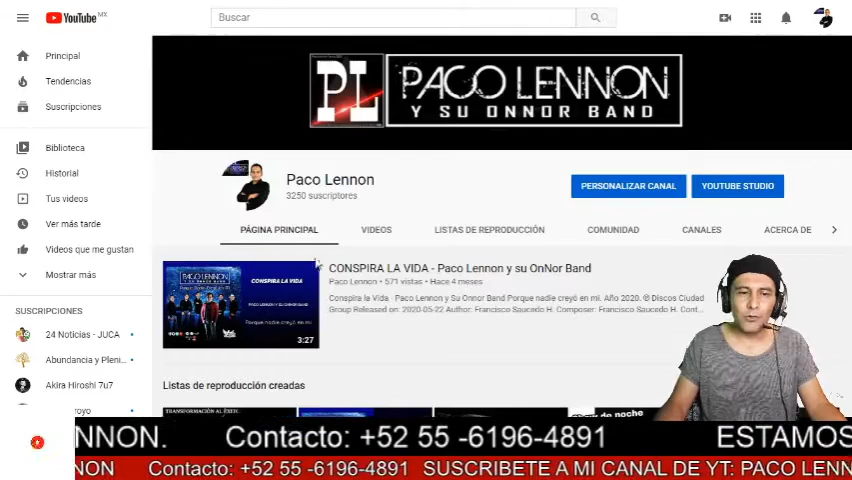 YouTube MX
Buscar
Principal
Tendencias
Suscripciones
Biblioteca
Historial
Tus videos
Ver más tarde
Videos que me gustan
Mostrar más
SUSCRIPCIONES
24 Noticias - JUCA
Abundancia y Pleni...
Akira Hiroshi 7u7
PL PACO LENNON
Y SU ONNOR BAND
Paco Lennon
3250 suscriptores
PERSONALIZAR CANAL
YOUTUBE STUDIO
PÁGINA PRINCIPAL
VIDEOS
LISTAS DE REPRODUCCIÓN
COMUNIDAD
CANALES
ACERCA DE
PACO LENNON
CONSPIRA LA VIDA
PACO LENNON Y SU ONNOR BAND
Porque nadie creyó en mi
3:27
CONSPIRA LA VIDA - Paco Lennon y su OnNor Band
Paco Lennon • 571 vistas • Hace 4 meses
Conspira la Vida · Paco Lennon y Su Onnor Band Porque nadie creyó en mi. Año 2020. ℗ Discos Ciudad
Group Released on: 2020-05-22 Author: Francisco Saucedo H. Composer: Francisco Saucedo H. Cont...
Listas de reproducción creadas
TRANSFORMACIÓN AL ÉXITO.
de noche
NNON. Contacto: +52 55 -6196-4891 ESTAMOS
NON Contacto: +52 55 -6196-4891 SUSCRIBETE A MI CANAL DE YT: PACO LENN